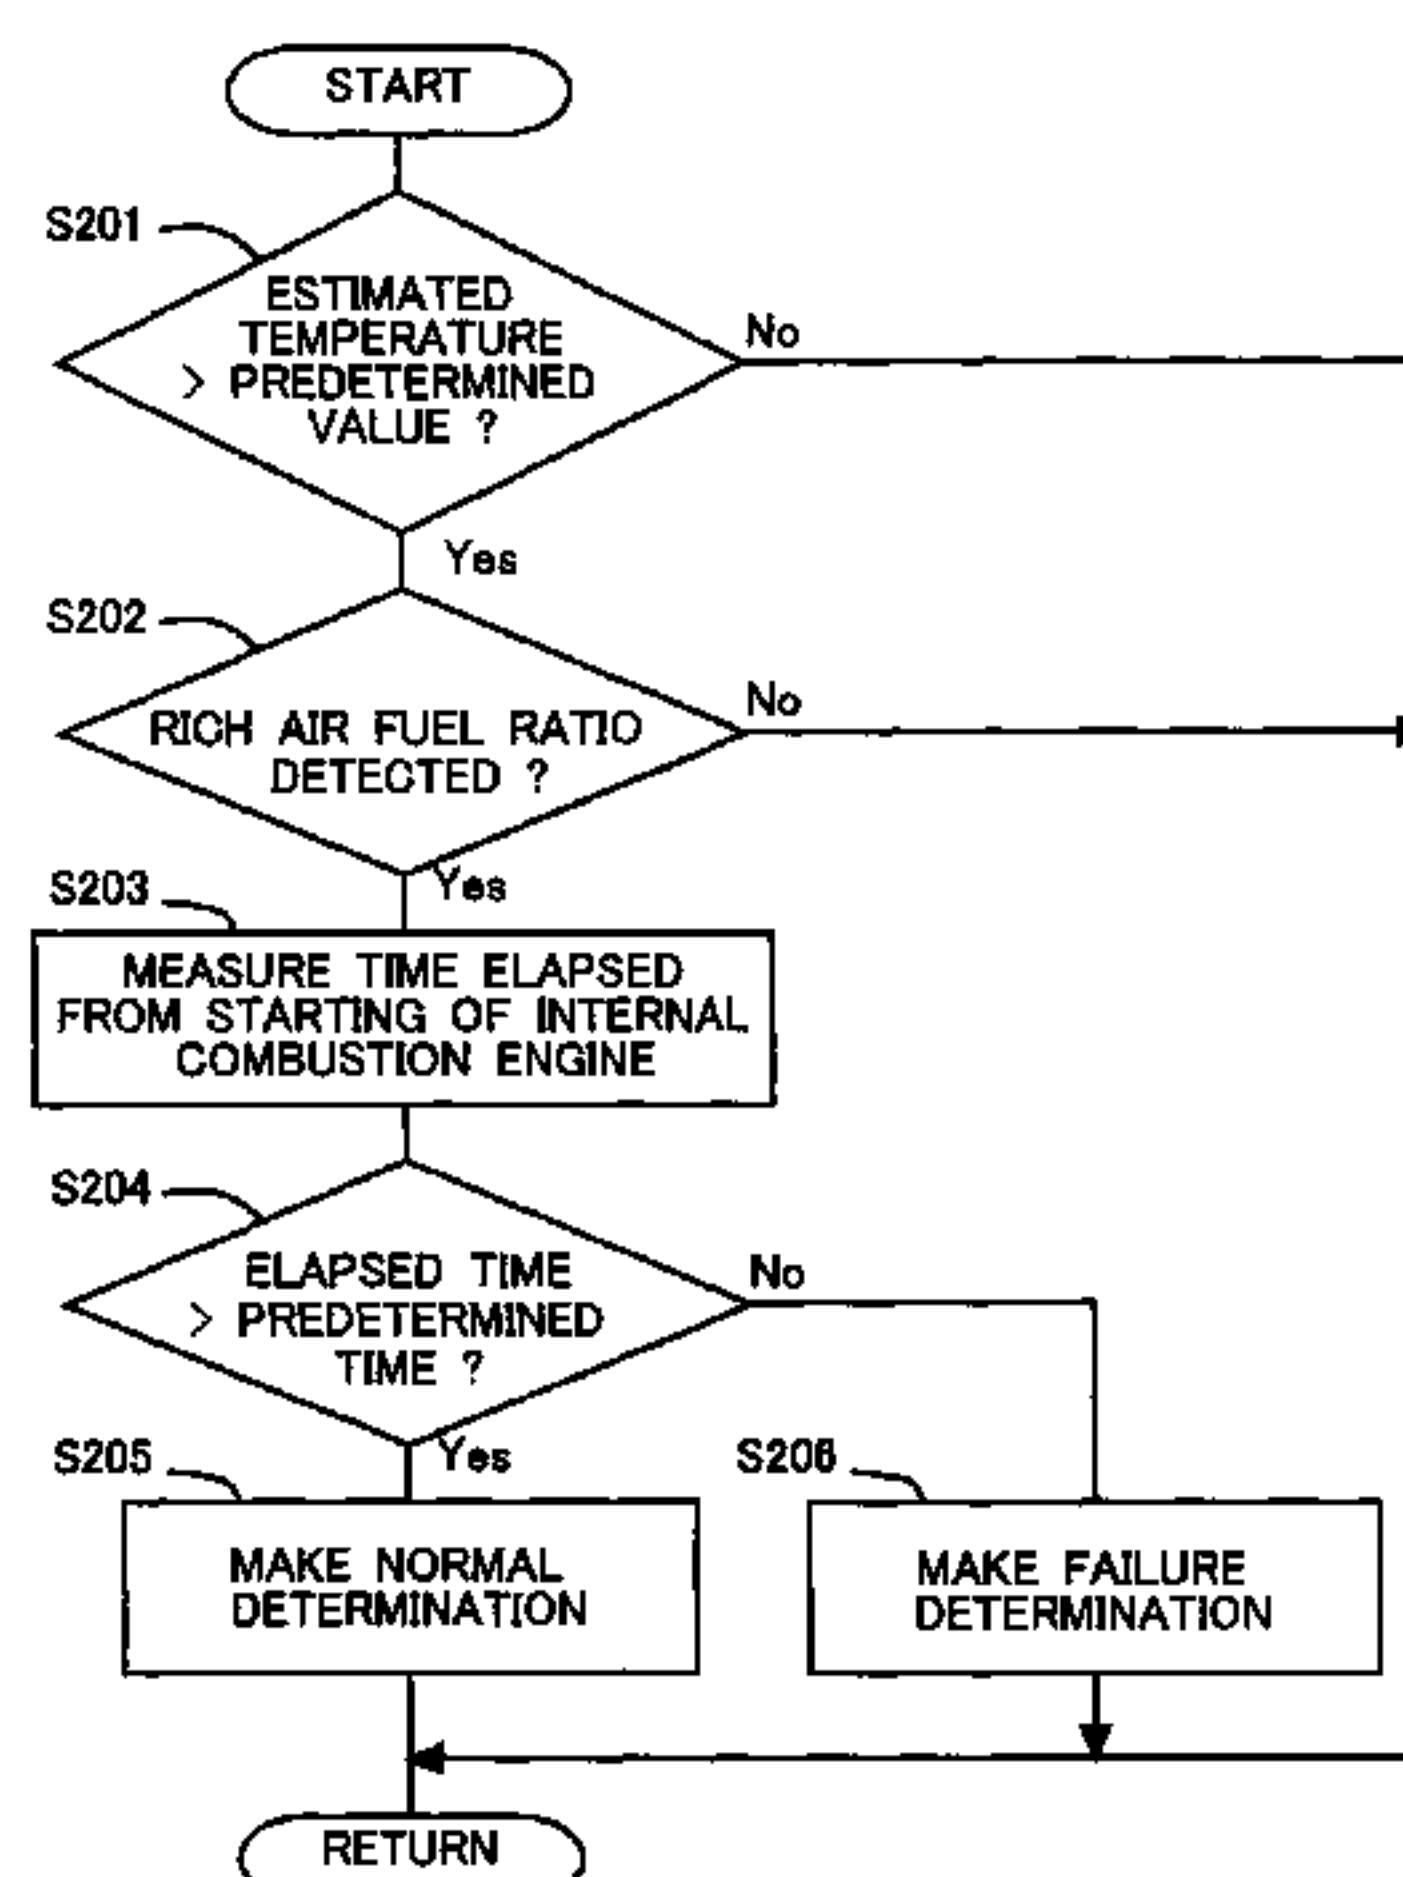 START
S201
ESTIMATED
TEMPERATURE
> PREDETERMINED
VALUE ?
No
Yes
S202
RICH AIR FUEL RATIO
DETECTED ?
No
Yes
S203
MEASURE TIME ELAPSED
FROM STARTING OF INTERNAL
COMBUSTION ENGINE
S204
ELAPSED TIME
> PREDETERMINED
TIME ?
No
Yes
S205
MAKE NORMAL
DETERMINATION
S206
MAKE FAILURE
DETERMINATION
RETURN